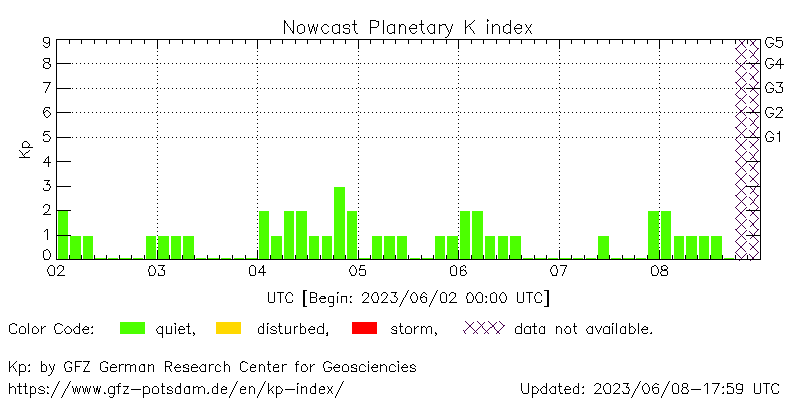 Nowcast Planetary K index
9 G5
8 G4
7 G3
6 G2
5 G1
4
3
2
1
0
Kp
02 03 04 05 06 07 08
UTC [Begin: 2023/06/02 00:00 UTC]
Color Code: quiet, disturbed, storm, data not available.
Kp: by GFZ German Research Center for Geosciencies
https://www.gfz-potsdam.de/en/kp-index/ Updated: 2023/06/08-17:59 UTC